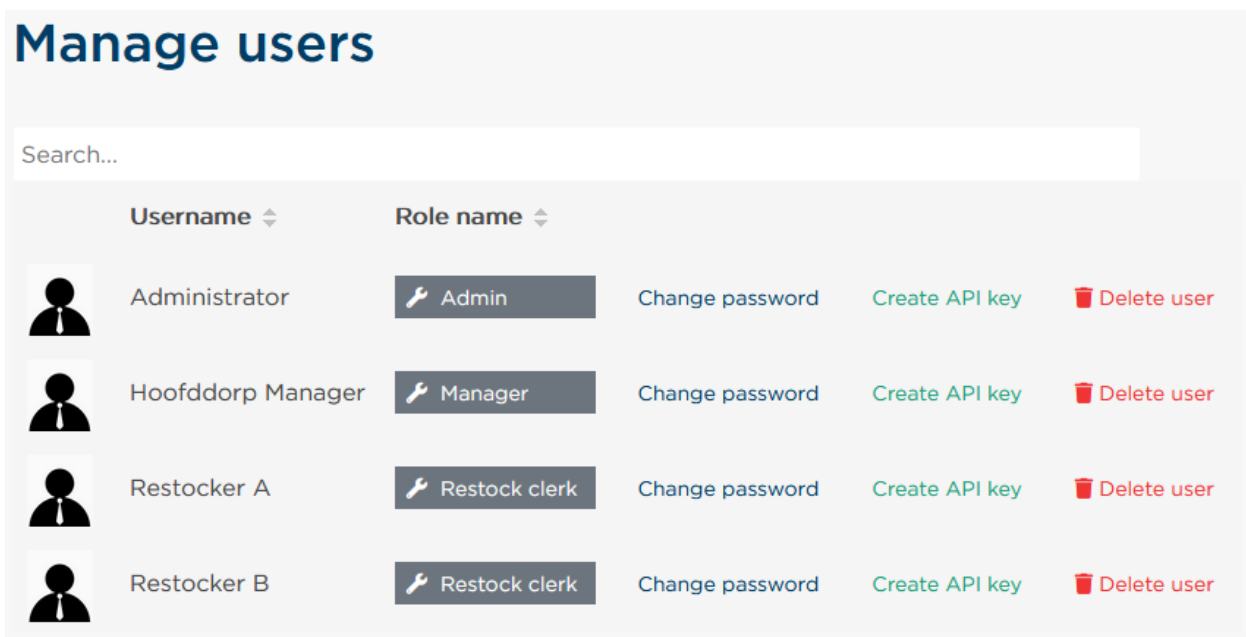 Manage users
Search...
Username Role name
Administrator Admin Change password Create API key Delete user
Hoofddorp Manager Manager Change password Create API key Delete user
Restocker A Restock clerk Change password Create API key Delete user
Restocker B Restock clerk Change password Create API key Delete user